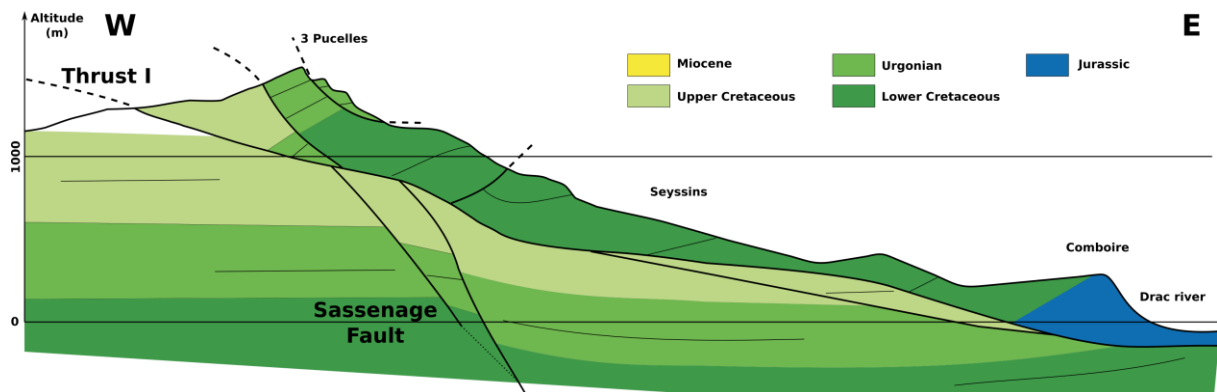 Altitude
(m)
W
E
3 Pucelles
Thrust I
Miocene
Urgonian
Jurassic
Upper Cretaceous
Lower Cretaceous
1000
Seyssins
Comboire
Drac river
Sassenage
Fault
0